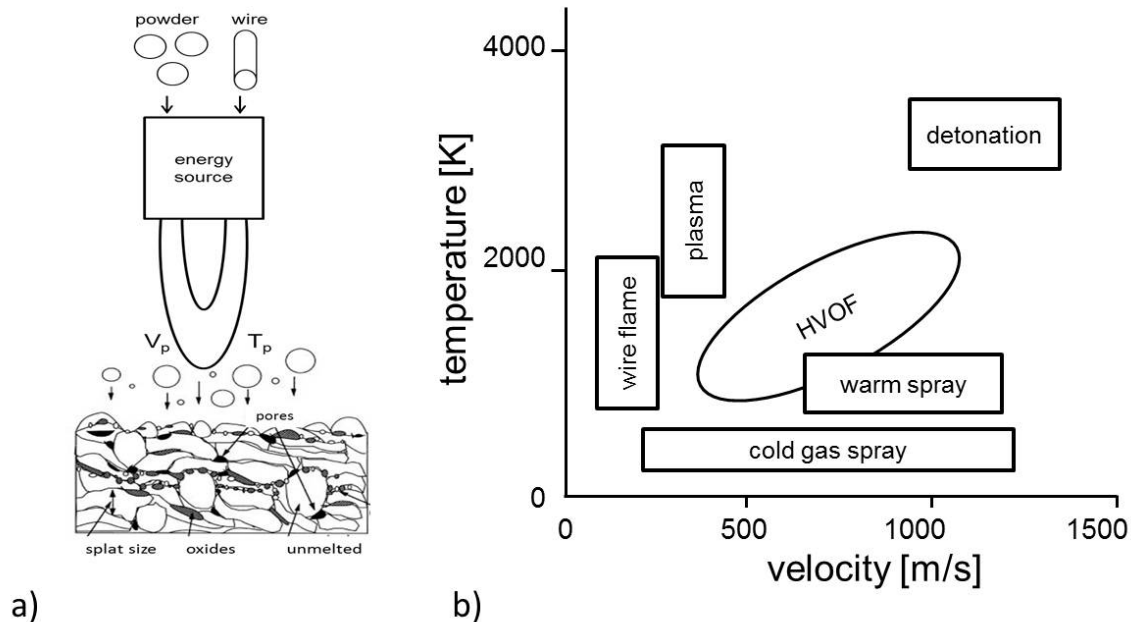 powder wire
energy
source
Vp Tp
pores
splat size oxides unmelted
a)
temperature [K]
4000
2000
0
wire flame
plasma
detonation
HVOF
warm spray
cold gas spray
0 500 1000 1500
velocity [m/s]
b)